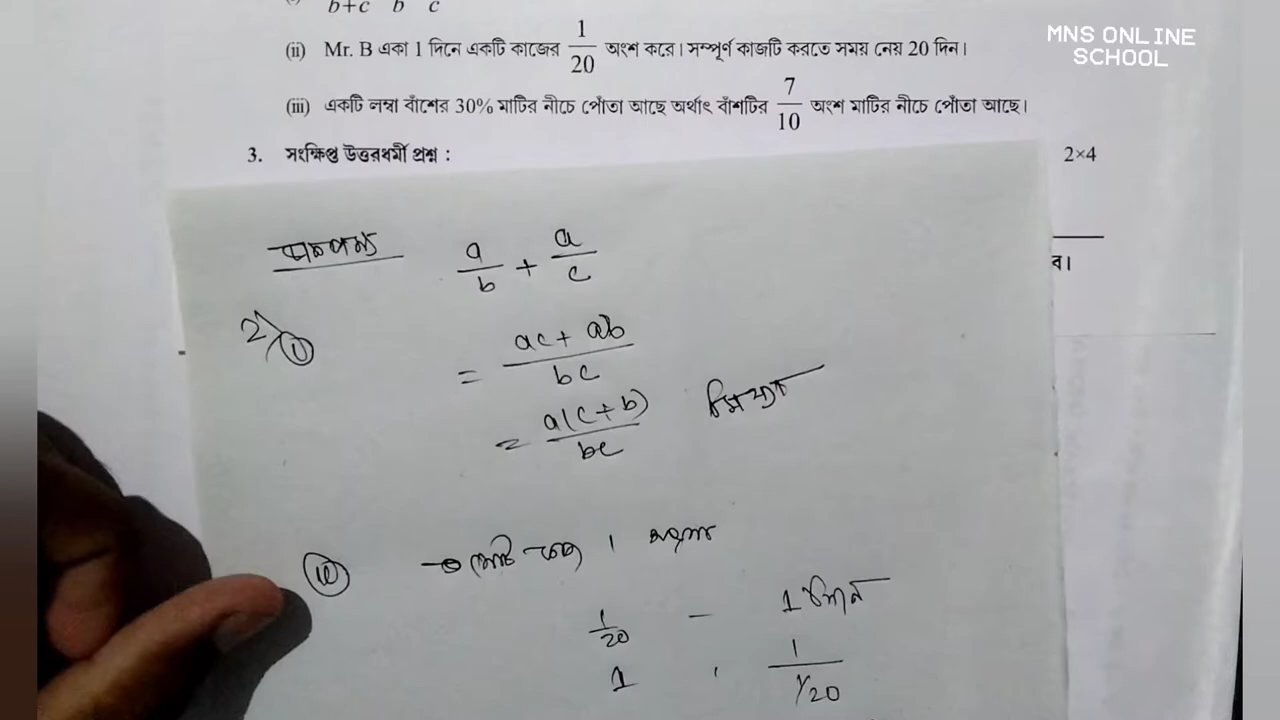 b+c b c
MNS ONLINE
SCHOOL
(ii) Mr. B একা 1 দিনে একটি কাজের 1/20 অংশ করে। সম্পূর্ণ কাজটি করতে সময় নেয় 20 দিন।
(iii) একটি লম্বা বাঁশের 30% মাটির নীচে পোঁতা আছে অর্থাৎ বাঁশটির 7/10 অংশ মাটির নীচে পোঁতা আছে।
3. সংক্ষিপ্ত উত্তরধর্মী প্রশ্ন : 2×4
a/b + a/c
ব।
2) (i)
= ac + ab / bc
= a(c + b) / bc মিথ্যা
(ii)
1/20 — 1 দিনে
1 1 / 1/20